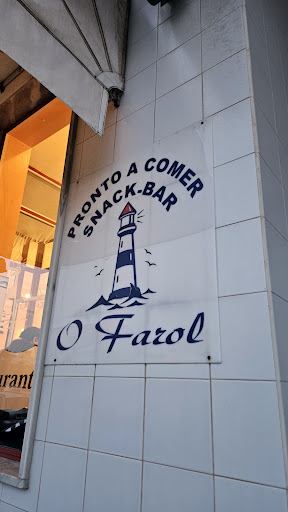 PRONTO A COMER
SNACK-BAR
O Farol